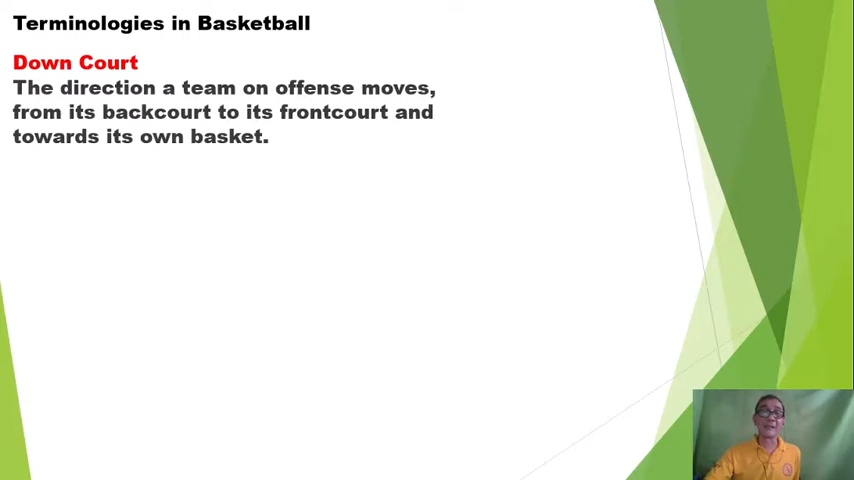 Terminologies in Basketball
Down Court
The direction a team on offense moves,
from its backcourt to its frontcourt and
towards its own basket.